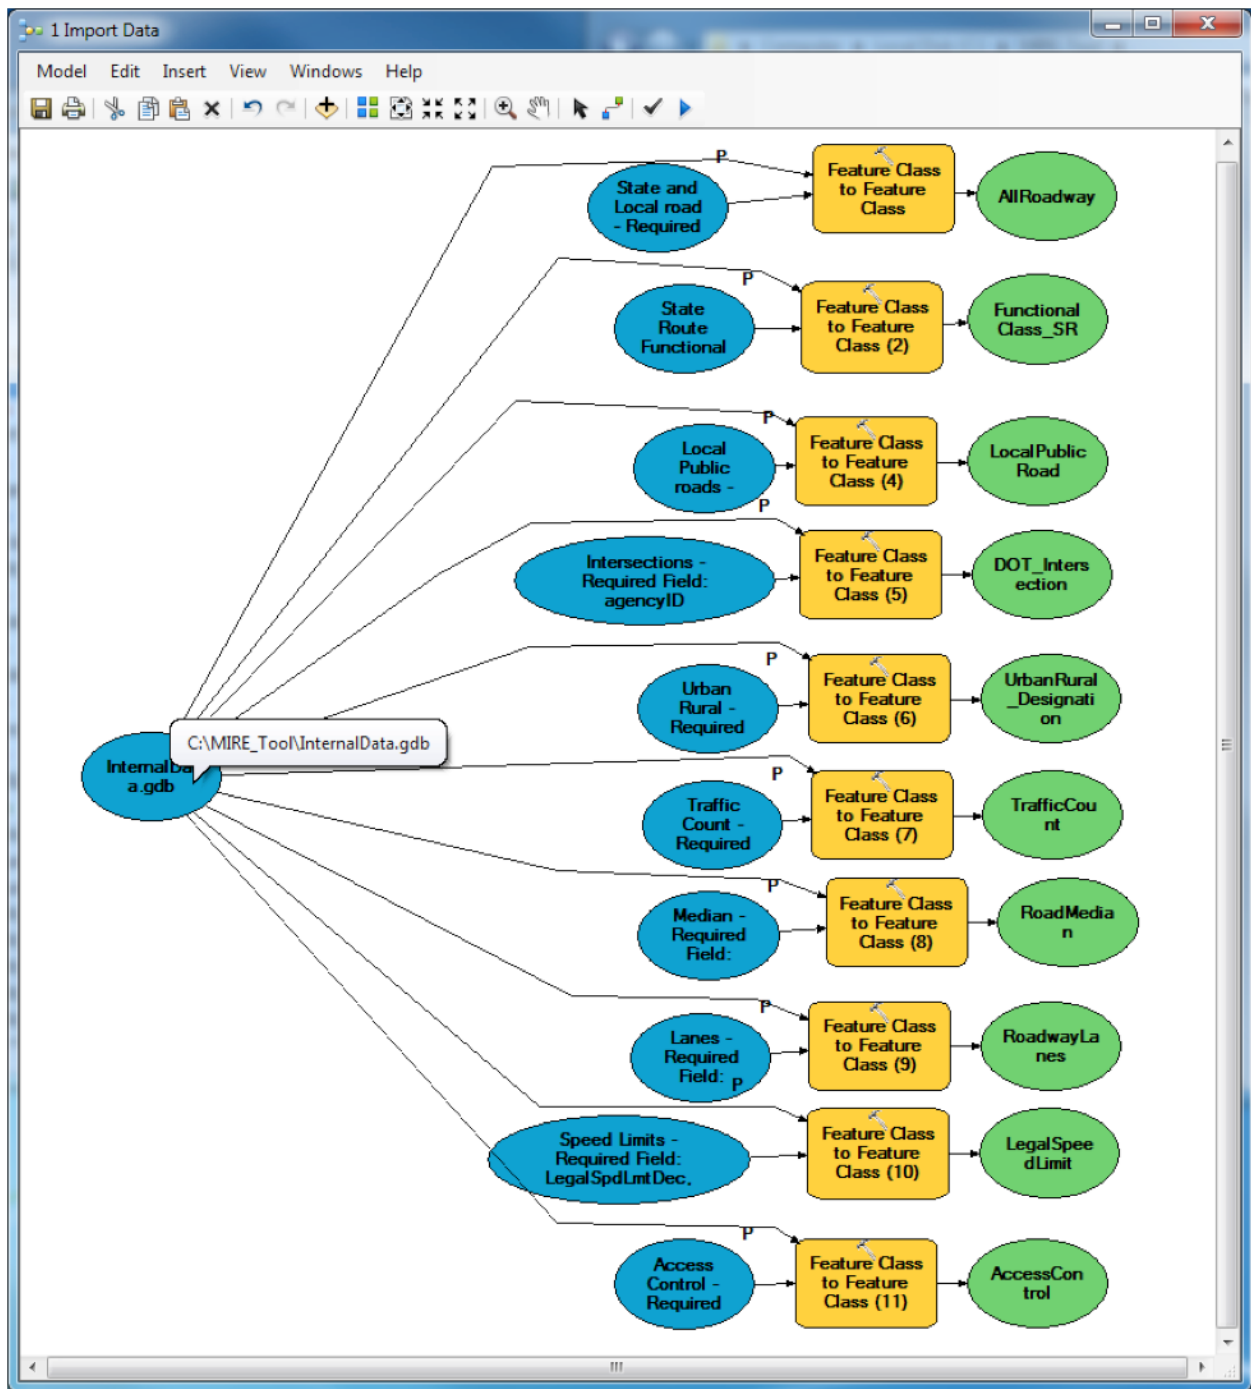 1 Import Data
Model Edit Insert View Windows Help
P
State and
Local road
- Required
Feature Class
to Feature
Class
AllRoadway
P
State
Route
Functional
Feature Class
to Feature
Class (2)
Functional
Class_SR
P
Local
Public
roads -
Feature Class
to Feature
Class (4)
LocalPublic
Road
P
Intersections -
Required Field:
agencyID
Feature Class
to Feature
Class (5)
DOT_Inters
ection
P
Urban
Rural -
Required
Feature Class
to Feature
Class (6)
UrbanRural
_Designati
on
C:\MIRE_Tool\InternalData.gdb
a.gdb
P
Traffic
Count -
Required
Feature Class
to Feature
Class (7)
TrafficCou
nt
P
Median -
Required
Field:
Feature Class
to Feature
Class (8)
RoadMedia
n
P
Lanes -
Required
Field:
Feature Class
to Feature
Class (9)
RoadwayLa
nes
P
Speed Limits -
Required Field:
LegalSpdLmtDec.
Feature Class
to Feature
Class (10)
LegalSpee
dLimit
P
Access
Control -
Required
Feature Class
to Feature
Class (11)
AccessCon
trol